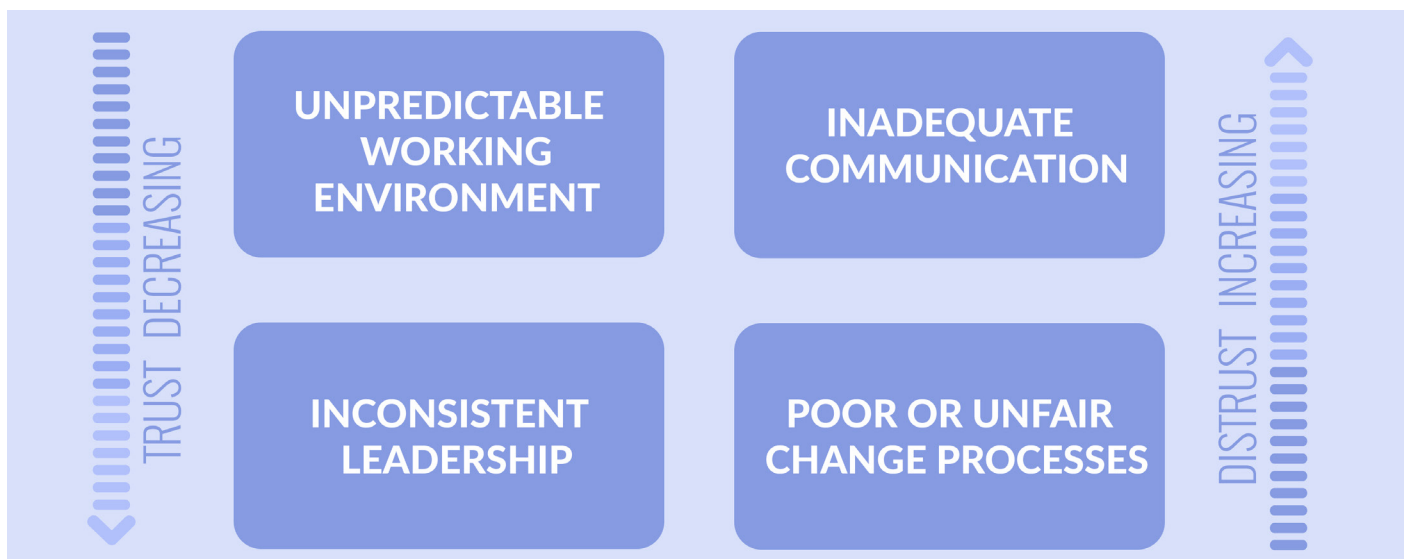 TRUST DECREASING
UNPREDICTABLE
WORKING
ENVIRONMENT
INADEQUATE
COMMUNICATION
INCONSISTENT
LEADERSHIP
POOR OR UNFAIR
CHANGE PROCESSES
DISTRUST INCREASING